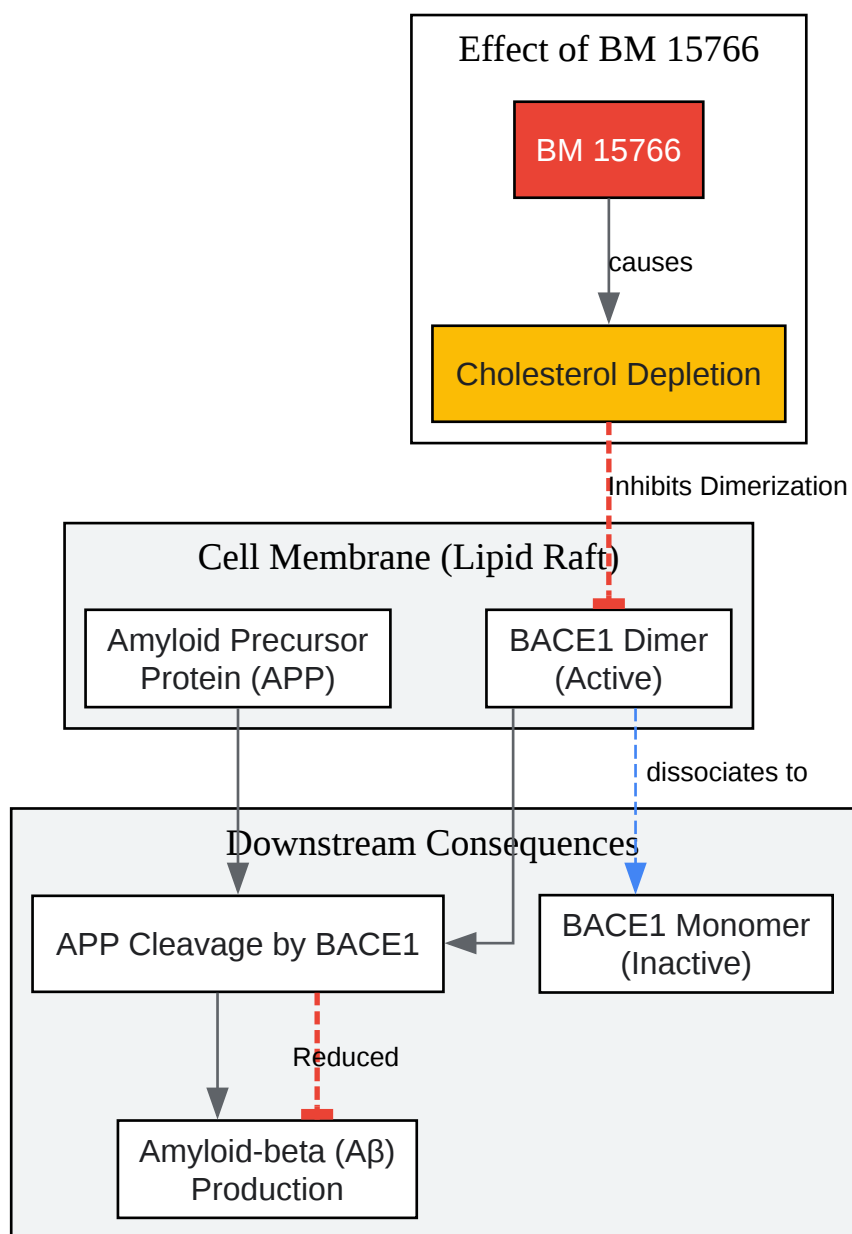 Effect of BM 15766
BM 15766
causes
Cholesterol Depletion
Inhibits Dimerization
Cell Membrane (Lipid Raft)
Amyloid Precursor
Protein (APP)
BACE1 Dimer
(Active)
dissociates to
Downstream Consequences
APP Cleavage by BACE1
BACE1 Monomer
(Inactive)
Reduced
Amyloid-beta (Aβ)
Production